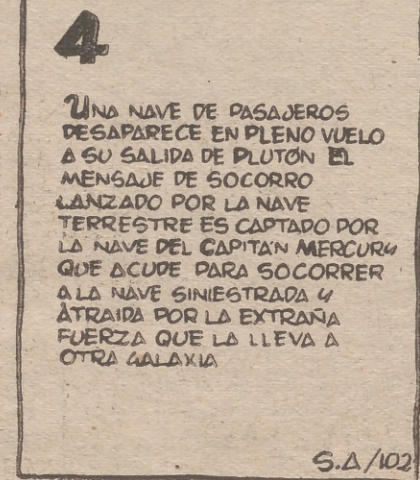 4
UNA NAVE DE PASAJEROS
DESAPARECE EN PLENO VUELO
A SU SALIDA DE PLUTÓN EL
MENSAJE DE SOCORRO
LANZADO POR LA NAVE
TERRESTRE ES CAPTADO POR
LA NAVE DEL CAPITÁN MERCURY
QUE ACUDE PARA SOCORRER
A LA NAVE SINIESTRADA Y
ATRAIDA POR LA EXTRAÑA
FUERZA QUE LA LLEVA A
OTRA GALAXIA
S.A/102